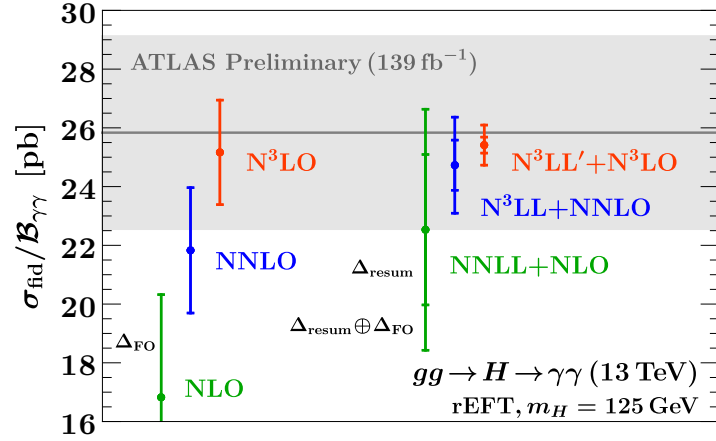 σ_fid/𝓑_γγ [pb]
30
28
26
24
22
20
18
16
ATLAS Preliminary (139 fb⁻¹)
N³LO
N³LL′+N³LO
N³LL+NNLO
NNLO
NNLL+NLO
Δ_resum
Δ_resum⊕Δ_FO
Δ_FO
NLO
gg→H→γγ (13 TeV)
rEFT, m_H = 125 GeV